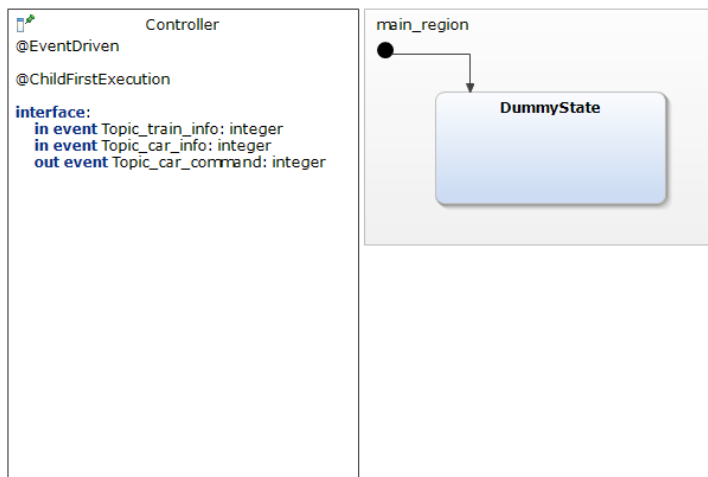 Controller
@EventDriven
@ChildFirstExecution
interface:
in event Topic_train_info: integer
in event Topic_car_info: integer
out event Topic_car_command: integer
main_region
DummyState